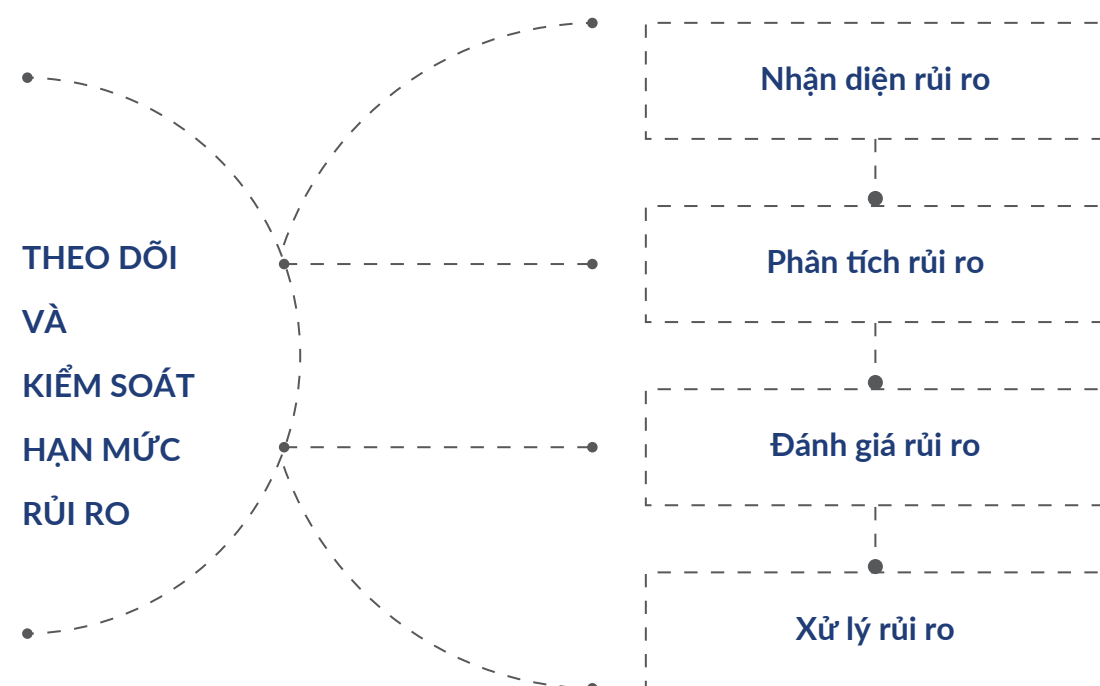 THEO DÕI
VÀ
KIỂM SOÁT
HẠN MỨC
RỦI RO
Nhận diện rủi ro
Phân tích rủi ro
Đánh giá rủi ro
Xử lý rủi ro